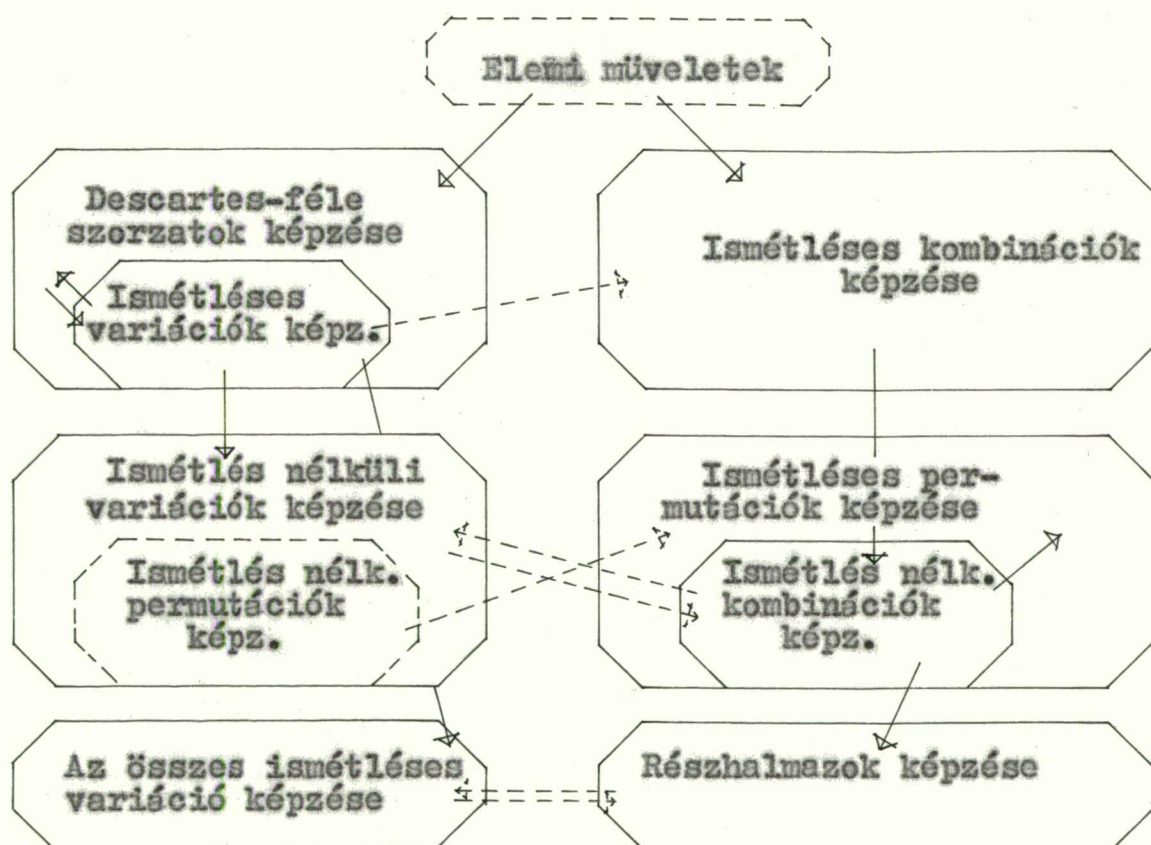 Elemi müveletek
Descartes-féle
szorzatok képzése
Ismétléses
variációk képz.
Ismétléses kombinációk
képzése
Ismétlés nélküli
variációk képzése
Ismétlés nélk.
permutációk
képz.
Ismétléses per-
mutációk képzése
Ismétlés nélk.
kombinációk
képz.
Az összes ismétléses
variáció képzése
Részhalmazok képzése